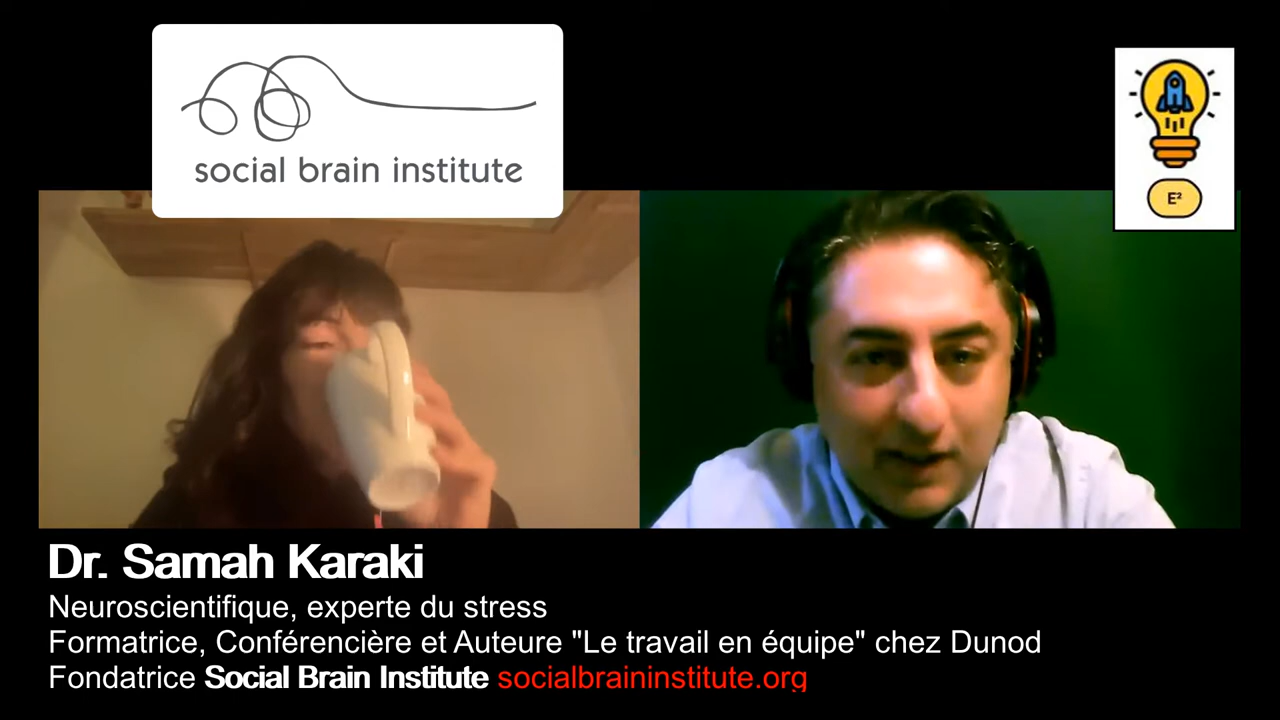 social brain institute
E²
Dr. Samah Karaki
Neuroscientifique, experte du stress
Formatrice, Conférencière et Auteure "Le travail en équipe" chez Dunod
Fondatrice Social Brain Institute socialbraininstitute.org